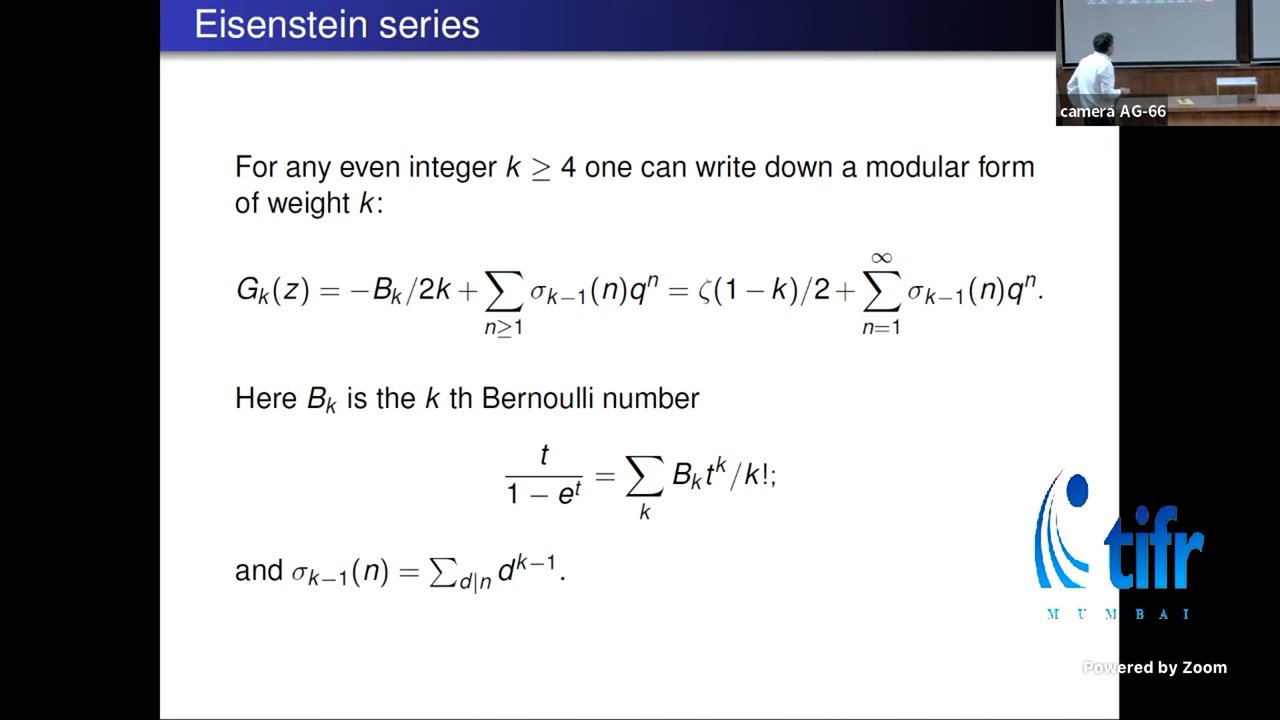 Eisenstein series
camera AG-66
For any even integer k ≥ 4 one can write down a modular form
of weight k:
G_k(z) = −B_k/2k + ∑_{n≥1} σ_{k−1}(n)q^n = ζ(1 − k)/2 + ∑_{n=1}^{∞} σ_{k−1}(n)q^n.
Here B_k is the k th Bernoulli number
t/(1 − e^t) = ∑_k B_k t^k/k!;
and σ_{k−1}(n) = ∑_{d|n} d^{k−1}.
tifr
MUMBAI
Powered by Zoom